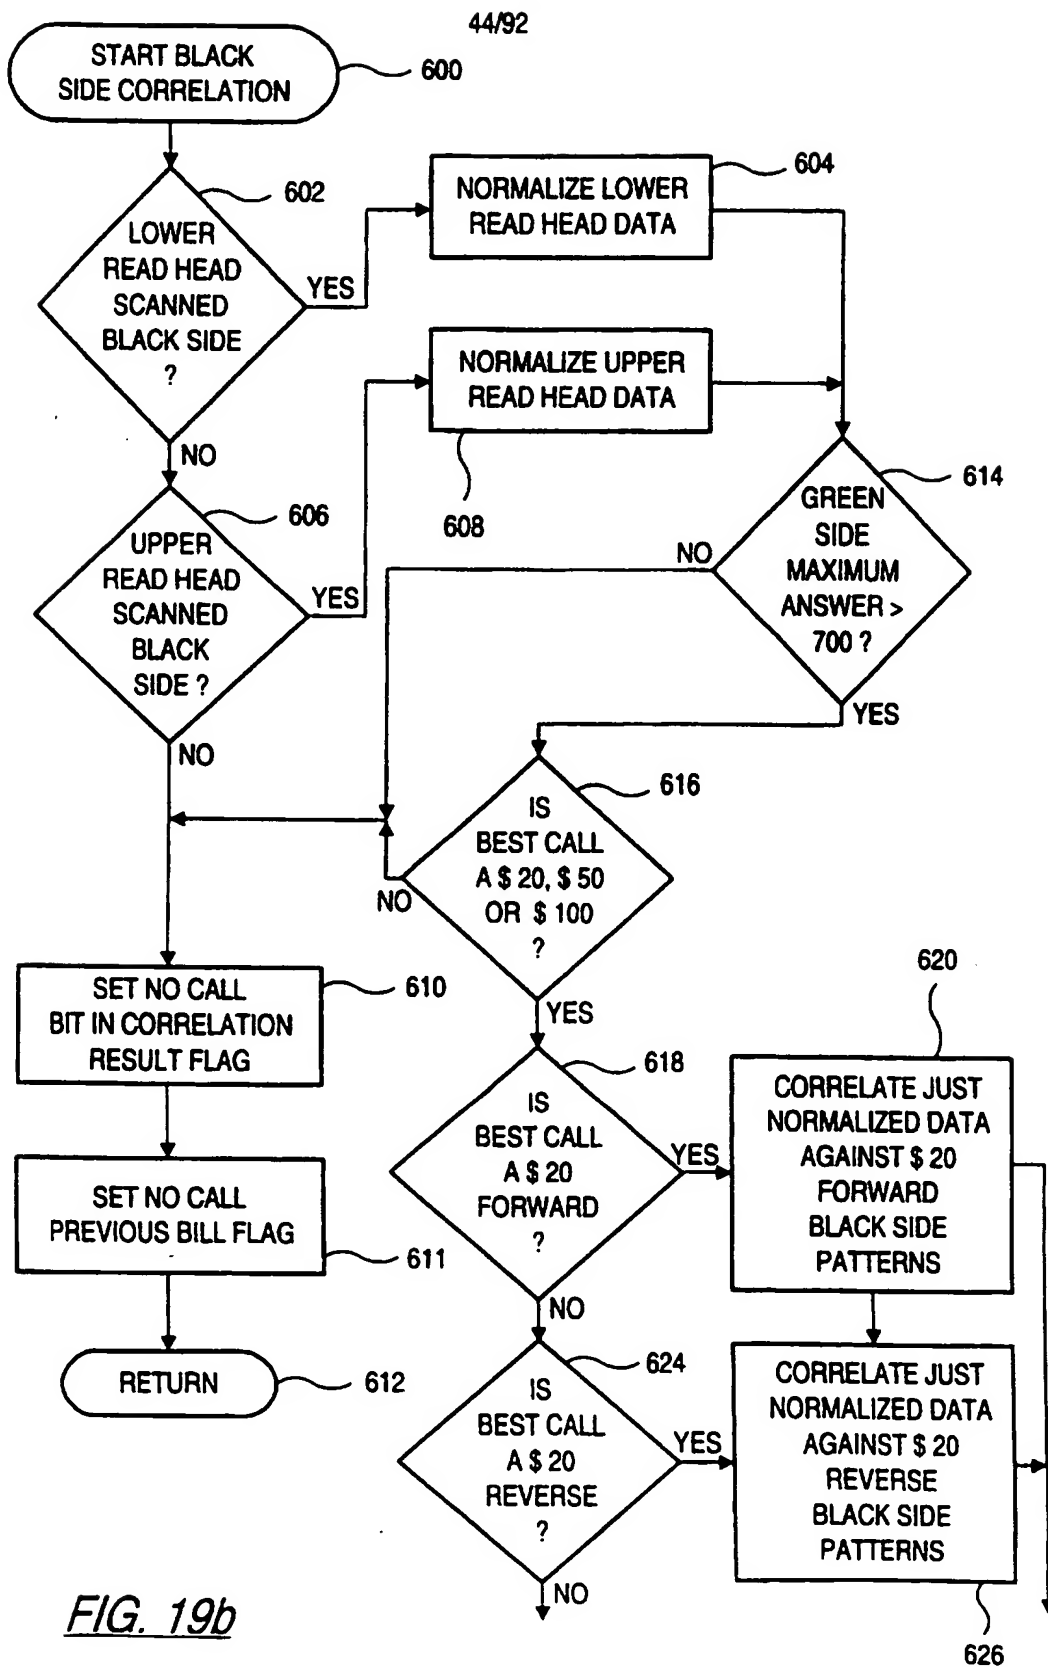 44/92
START BLACK
SIDE CORRELATION
600
602
LOWER
READ HEAD
SCANNED
BLACK SIDE
?
YES
NO
NORMALIZE LOWER
READ HEAD DATA
604
606
UPPER
READ HEAD
SCANNED
BLACK
SIDE ?
YES
NO
NORMALIZE UPPER
READ HEAD DATA
608
614
GREEN
SIDE
MAXIMUM
ANSWER >
700 ?
NO
YES
616
IS
BEST CALL
A $ 20, $ 50
OR $ 100
?
NO
YES
SET NO CALL
BIT IN CORRELATION
RESULT FLAG
610
SET NO CALL
PREVIOUS BILL FLAG
611
RETURN
612
618
IS
BEST CALL
A $ 20
FORWARD
?
YES
NO
620
CORRELATE JUST
NORMALIZED DATA
AGAINST $ 20
FORWARD
BLACK SIDE
PATTERNS
624
IS
BEST CALL
A $ 20
REVERSE
?
YES
NO
CORRELATE JUST
NORMALIZED DATA
AGAINST $ 20
REVERSE
BLACK SIDE
PATTERNS
626
FIG. 19b